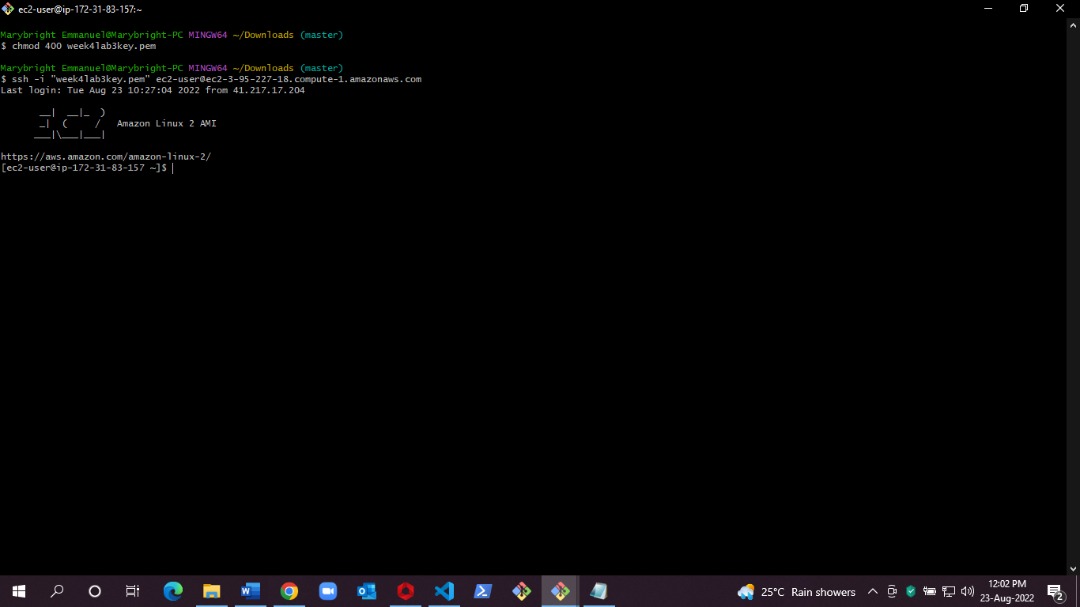 ec2-user@ip-172-31-83-157:~
Marybright Emmanuel@Marybright-PC MINGW64 ~/Downloads (master)
$ chmod 400 week4lab3key.pem
Marybright Emmanuel@Marybright-PC MINGW64 ~/Downloads (master)
$ ssh -i "week4lab3key.pem" ec2-user@ec2-3-95-227-18.compute-1.amazonaws.com
Last login: Tue Aug 23 10:27:04 2022 from 41.217.17.204
__|  __|_  )
_|  (     /   Amazon Linux 2 AMI
___|\___|___|
https://aws.amazon.com/amazon-linux-2/
[ec2-user@ip-172-31-83-157 ~]$
25°C Rain showers
12:02 PM
23-Aug-2022
2